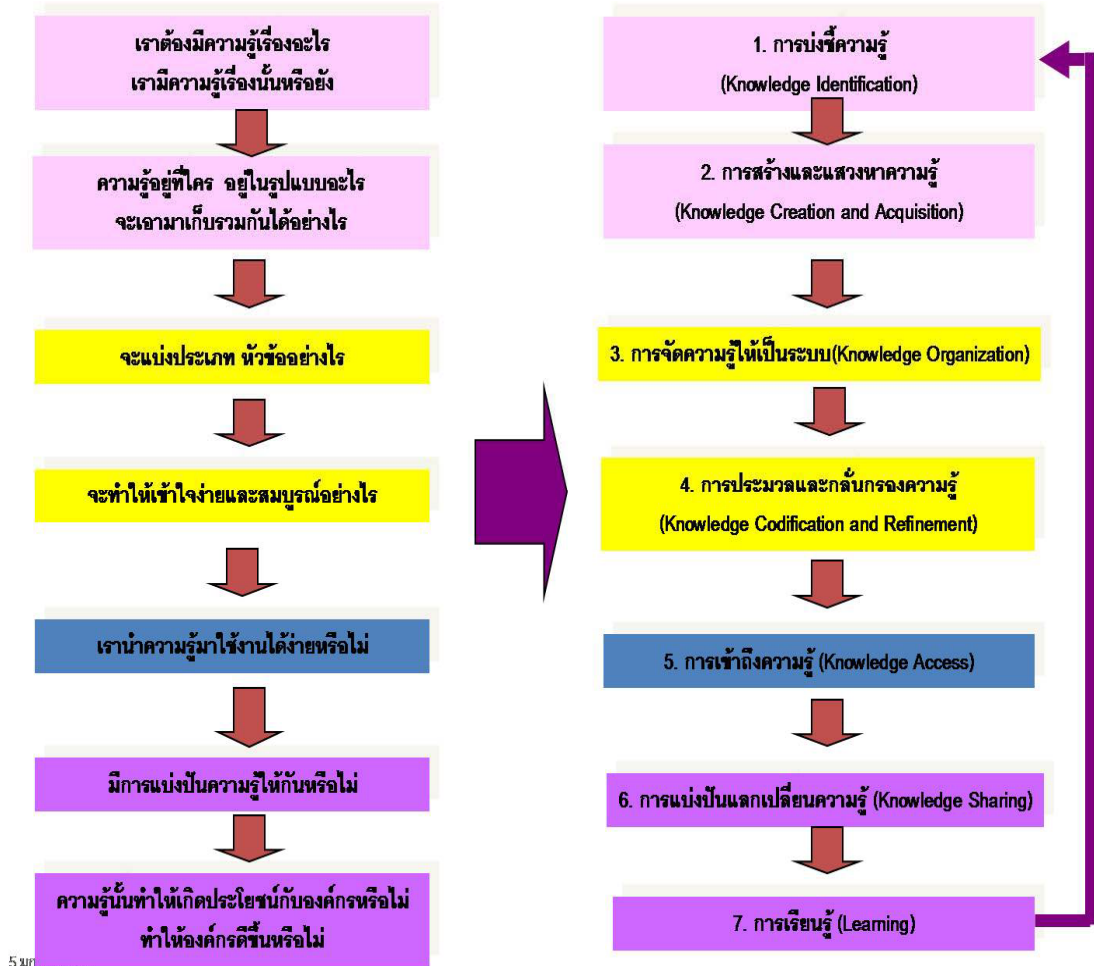 เราต้องมีความรู้เรื่องอะไร
เรามีความรู้เรื่องนั้นหรือยัง
ความรู้อยู่ที่ใคร อยู่ในรูปแบบอะไร
จะเอามาเก็บรวมกันได้อย่างไร
จะแบ่งประเภท หัวข้ออย่างไร
จะทำให้เข้าใจง่ายและสมบูรณ์อย่างไร
เรานำความรู้มาใช้งานได้ง่ายหรือไม่
มีการแบ่งปันความรู้ให้กันหรือไม่
ความรู้นั้นทำให้เกิดประโยชน์กับองค์กรหรือไม่
ทำให้องค์กรดีขึ้นหรือไม่
1. การบ่งชี้ความรู้
(Knowledge Identification)
2. การสร้างและแสวงหาความรู้
(Knowledge Creation and Acquisition)
3. การจัดความรู้ให้เป็นระบบ(Knowledge Organization)
4. การประมวลและกลั่นกรองความรู้
(Knowledge Codification and Refinement)
5. การเข้าถึงความรู้ (Knowledge Access)
6. การแบ่งปันแลกเปลี่ยนความรู้ (Knowledge Sharing)
7. การเรียนรู้ (Learning)